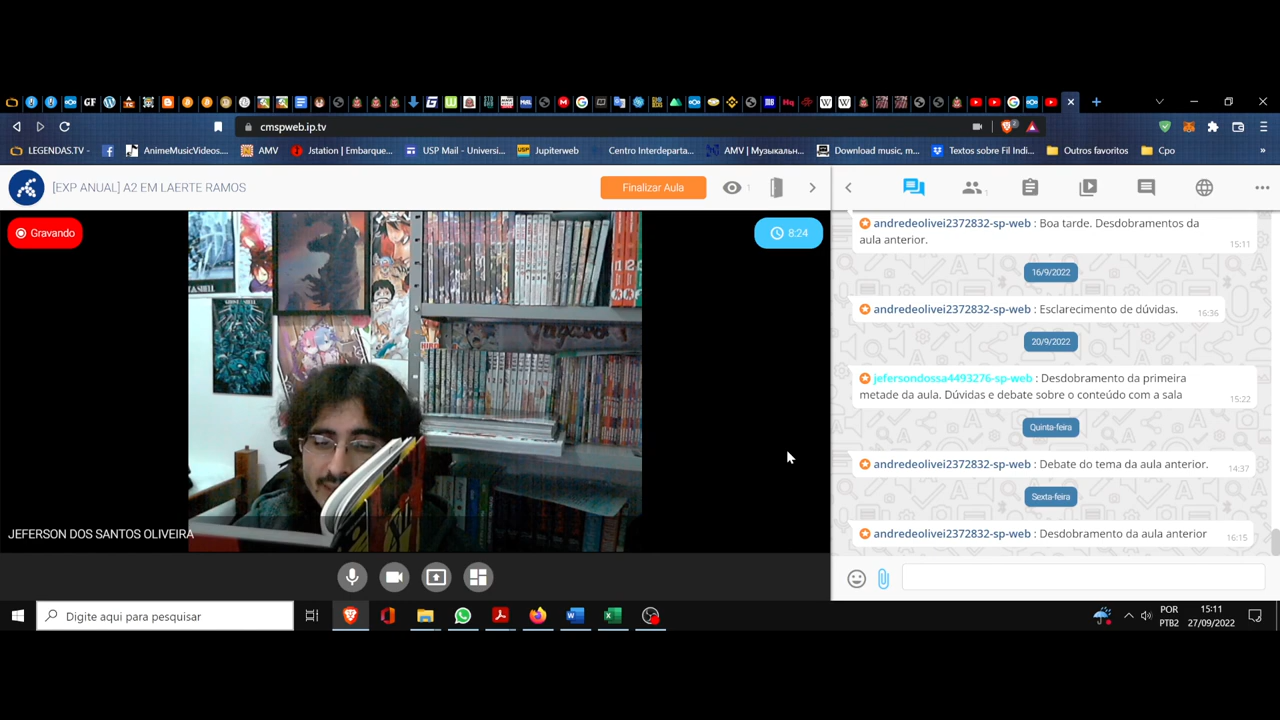 cmspweb.ip.tv
LEGENDAS.TV -
AnimeMusicVideos...
AMV
Jstation | Embarque...
USP Mail - Universi...
Jupiterweb
Centro Interdeparta...
AMV | Музыкальн...
Download music, m...
Textos sobre Fil Indi...
Outros favoritos
Cpo
»
[EXP ANUAL] A2 EM LAERTE RAMOS
Finalizar Aula
1
1
Gravando
8:24
andredeolivei2372832-sp-web : Boa tarde. Desdobramentos da
aula anterior.
15:11
16/9/2022
andredeolivei2372832-sp-web : Esclarecimento de dúvidas.
16:36
20/9/2022
jefersondossa4493276-sp-web : Desdobramento da primeira
metade da aula. Dúvidas e debate sobre o conteúdo com a sala
15:22
Quinta-feira
andredeolivei2372832-sp-web : Debate do tema da aula anterior.
14:37
Sexta-feira
andredeolivei2372832-sp-web : Desdobramento da aula anterior
16:15
JEFERSON DOS SANTOS OLIVEIRA
Digite aqui para pesquisar
POR
PTB2
15:11
27/09/2022